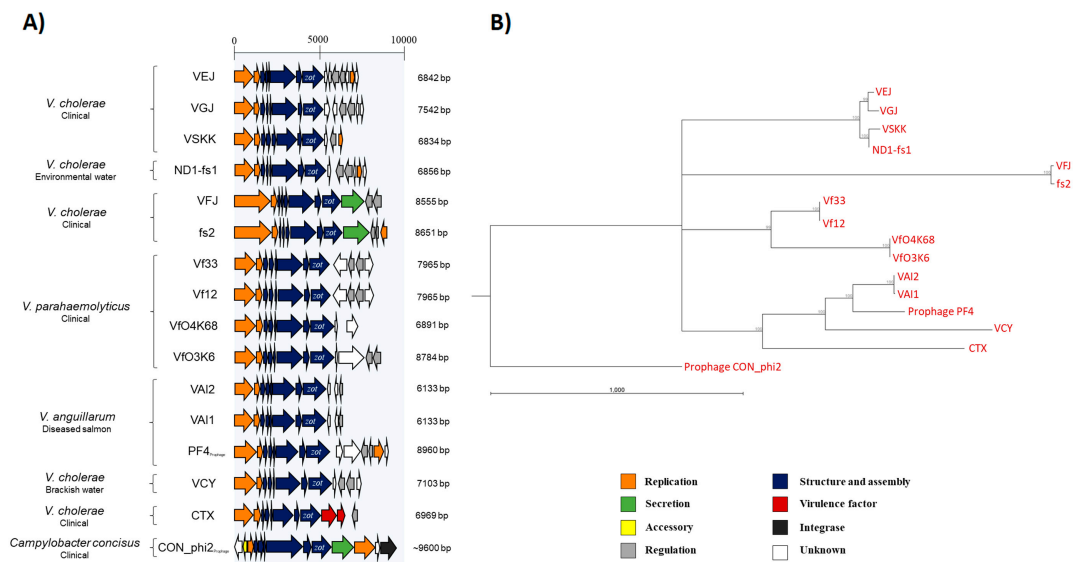 A)
B)
0
5000
10000
V. cholerae
Clinical
VEJ
zot
6842 bp
VGJ
zot
7542 bp
VSKK
zot
6834 bp
V. cholerae
Environmental water
ND1-fs1
zot
6856 bp
V. cholerae
Clinical
VFJ
zot
8555 bp
fs2
zot
8651 bp
V. parahaemolyticus
Clinical
Vf33
zot
7965 bp
Vf12
zot
7965 bp
VfO4K68
zot
6891 bp
VfO3K6
zot
8784 bp
V. anguillarum
Diseased salmon
VAI2
zot
6133 bp
VAI1
zot
6133 bp
PF4 Prophage
zot
8960 bp
V. cholerae
Brackish water
VCY
zot
7103 bp
V. cholerae
Clinical
CTX
zot
6969 bp
Campylobacter concisus
Clinical
CON_phi2 Prophage
zot
~9600 bp
VEJ
VGJ
VSKK
ND1-fs1
VFJ
fs2
Vf33
Vf12
VfO4K68
VfO3K6
VAI2
VAI1
Prophage PF4
VCY
CTX
Prophage CON_phi2
1,000
Replication
Secretion
Accessory
Regulation
Structure and assembly
Virulence factor
Integrase
Unknown